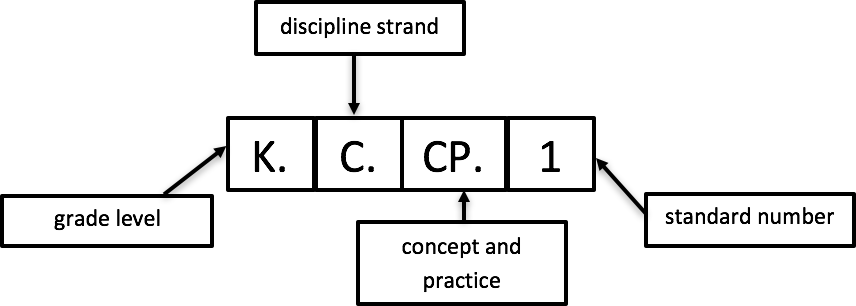 discipline strand
K. C. CP. 1
grade level
standard number
concept and
practice